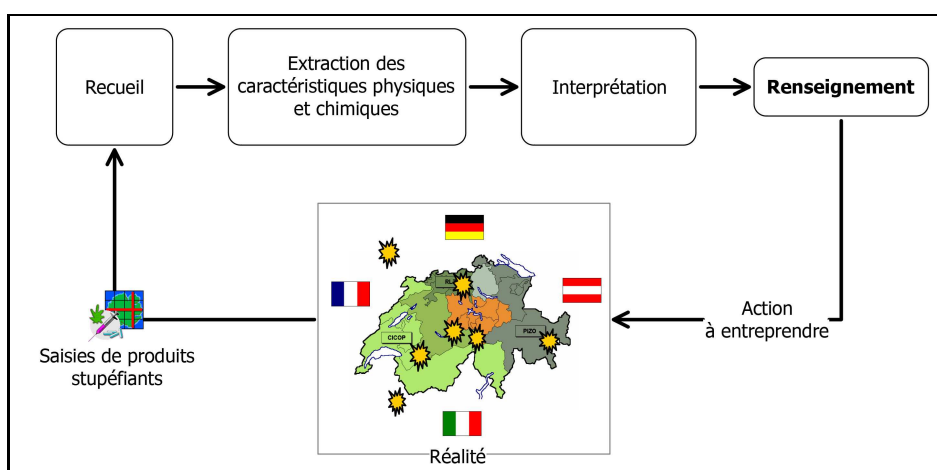 Recueil
Extraction des
caractéristiques physiques
et chimiques
Interprétation
Renseignement
Action
à entreprendre
Saisies de produits
stupéfiants
CICOP
PIZO
Réalité